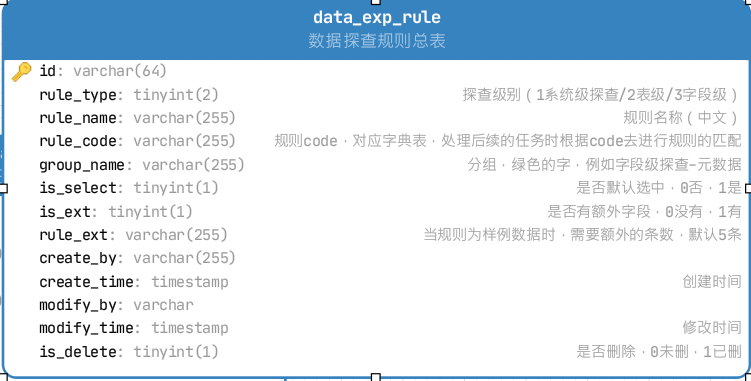 data_exp_rule
数据探查规则总表
id: varchar(64)
rule_type: tinyint(2) 探查级别（1系统级探查/2表级/3字段级）
rule_name: varchar(255) 规则名称（中文）
rule_code: varchar(255) 规则code，对应字典表，处理后续的任务时根据code去进行规则的匹配
group_name: varchar(255) 分组，绿色的字，例如字段级探查-元数据
is_select: tinyint(1) 是否默认选中，0否，1是
is_ext: tinyint(1) 是否有额外字段，0没有，1有
rule_ext: varchar(255) 当规则为样例数据时，需要额外的条数，默认5条
create_by: varchar(255)
create_time: timestamp 创建时间
modify_by: varchar
modify_time: timestamp 修改时间
is_delete: tinyint(1) 是否删除，0未删，1已删